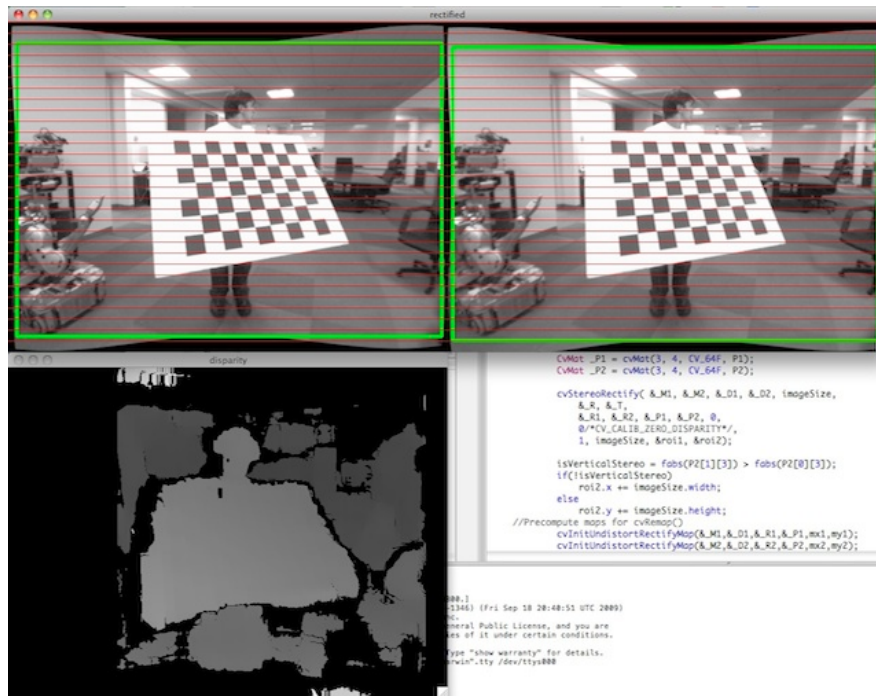 rectified
disparity
CvMat _P1 = cvMat(3, 4, CV_64F, P1);
CvMat _P2 = cvMat(3, 4, CV_64F, P2);
cvStereoRectify( &_M1, &_M2, &_D1, &_D2, imageSize,
&_R, &_T,
&_R1, &_R2, &_P1, &_P2, 0,
0/*CV_CALIB_ZERO_DISPARITY*/,
1, imageSize, &roi1, &roi2);
isVerticalStereo = fabs(P2[1][3]) > fabs(P2[0][3]);
if(!isVerticalStereo)
roi2.x += imageSize.width;
else
roi2.y += imageSize.height;
//Precompute maps for cvRemap()
cvInitUndistortRectifyMap(&_M1,&_D1,&_R1,&_P1,mx1,my1);
cvInitUndistortRectifyMap(&_M2,&_D2,&_R2,&_P2,mx2,my2);
-1346) (Fri Sep 18 20:40:51 UTC 2009)
nc.
eneral Public License, and you are
ies of it under certain conditions.
Type "show warranty" for details.
arwin".tty /dev/ttys000